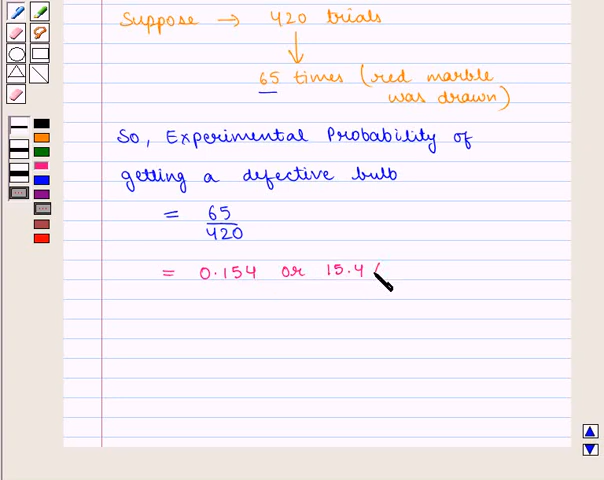 Suppose → 420 trials
↓
65 times (red marble
was drawn)
So, Experimental Probability of
getting a defective bulb
= 65
420
= 0.154 or 15.4